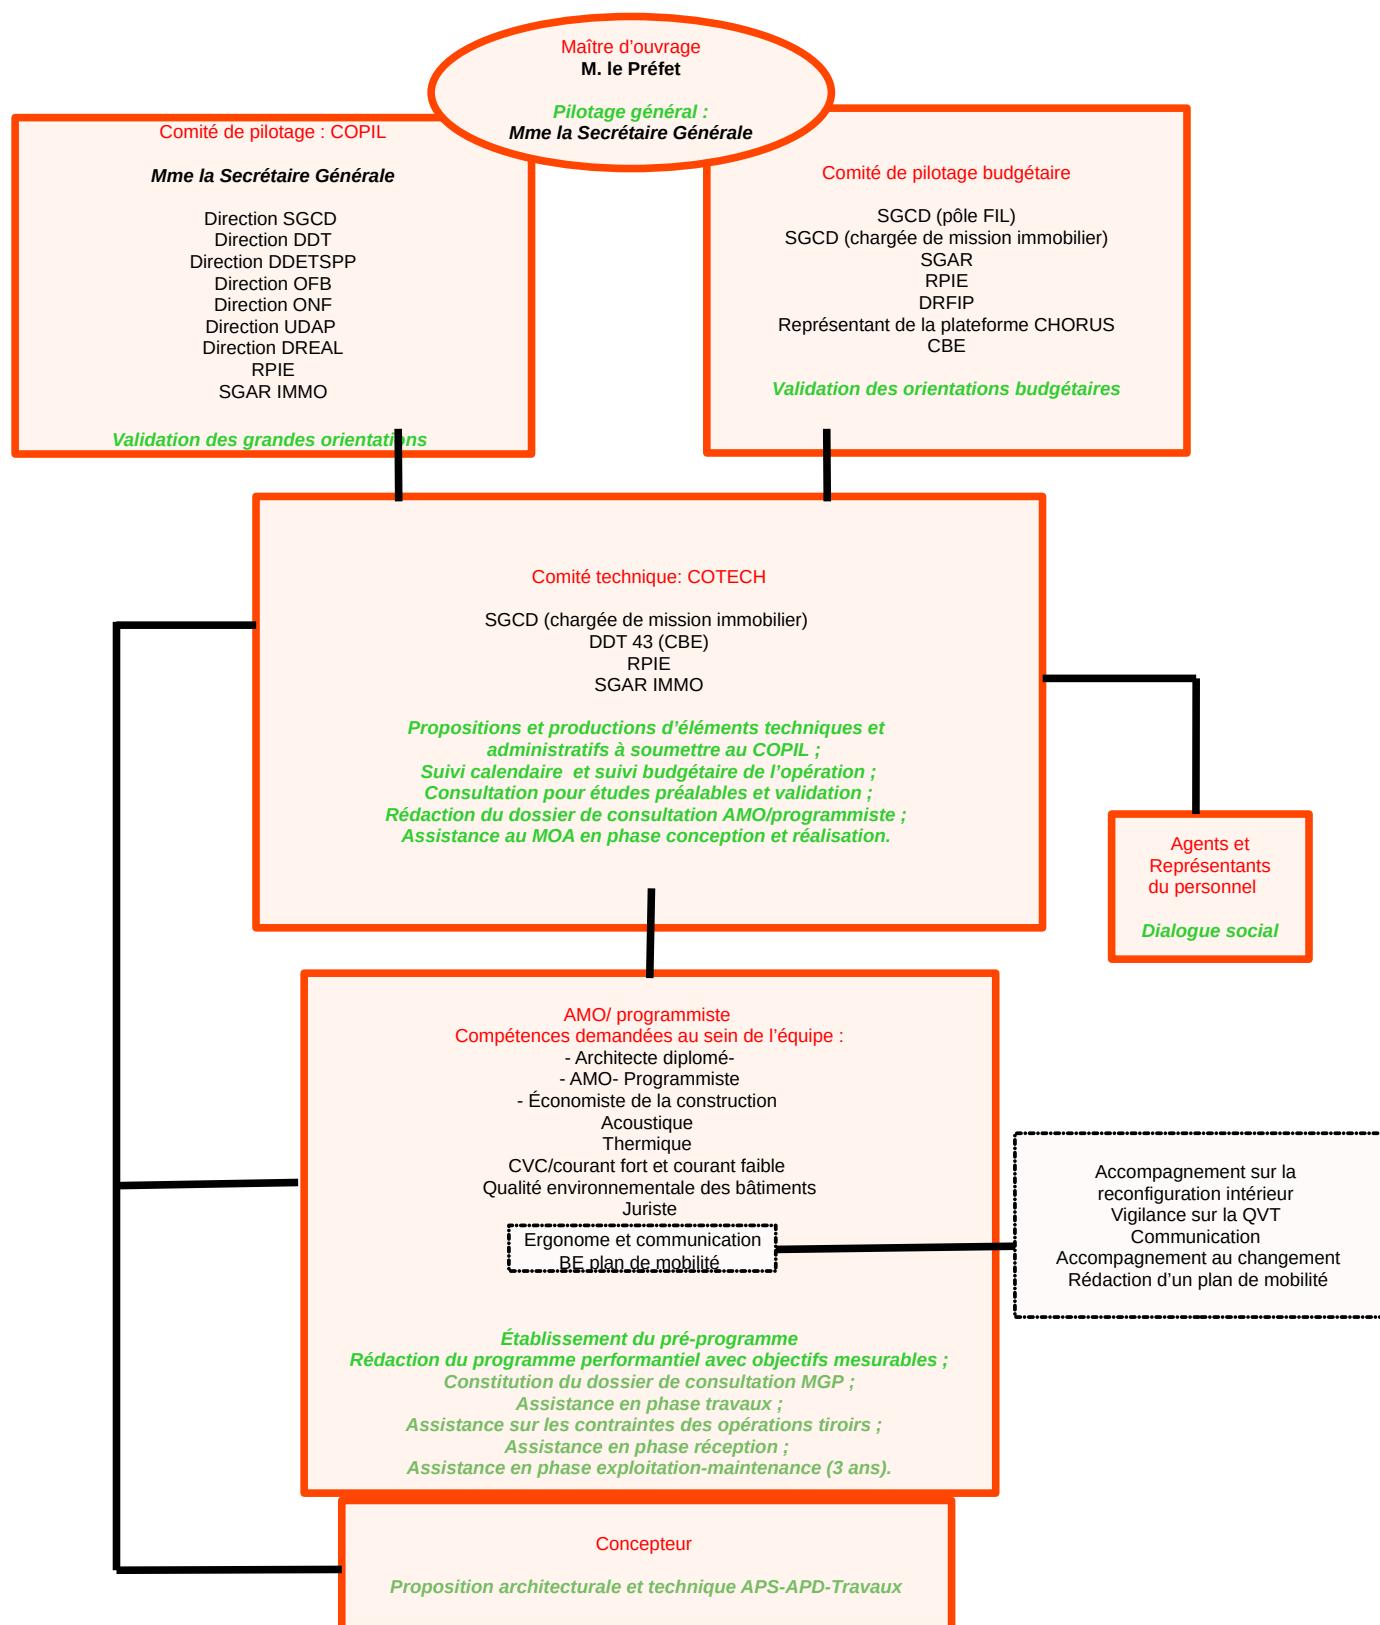 Maître d’ouvrage
M. le Préfet
Pilotage général :
Mme la Secrétaire Générale
Comité de pilotage : COPIL
Mme la Secrétaire Générale
Direction SGCD
Direction DDT
Direction DDETSPP
Direction OFB
Direction ONF
Direction UDAP
Direction DREAL
RPIE
SGAR IMMO
Validation des grandes orientations
Comité de pilotage budgétaire
SGCD (pôle FIL)
SGCD (chargée de mission immobilier)
SGAR
RPIE
DRFIP
Représentant de la plateforme CHORUS
CBE
Validation des orientations budgétaires
Comité technique: COTECH
SGCD (chargée de mission immobilier)
DDT 43 (CBE)
RPIE
SGAR IMMO
Propositions et productions d’éléments techniques et
administratifs à soumettre au COPIL ;
Suivi calendaire et suivi budgétaire de l’opération ;
Consultation pour études préalables et validation ;
Rédaction du dossier de consultation AMO/programmiste ;
Assistance au MOA en phase conception et réalisation.
Agents et
Représentants
du personnel
Dialogue social
AMO/ programmiste
Compétences demandées au sein de l’équipe :
- Architecte diplomé-
- AMO- Programmiste
- Économiste de la construction
Acoustique
Thermique
CVC/courant fort et courant faible
Qualité environnementale des bâtiments
Juriste
Ergonome et communication
BE plan de mobilité
Accompagnement sur la
reconfiguration intérieur
Vigilance sur la QVT
Communication
Accompagnement au changement
Rédaction d’un plan de mobilité
Établissement du pré-programme
Rédaction du programme performantiel avec objectifs mesurables ;
Constitution du dossier de consultation MGP ;
Assistance en phase travaux ;
Assistance sur les contraintes des opérations tiroirs ;
Assistance en phase réception ;
Assistance en phase exploitation-maintenance (3 ans).
Concepteur
Proposition architecturale et technique APS-APD-Travaux